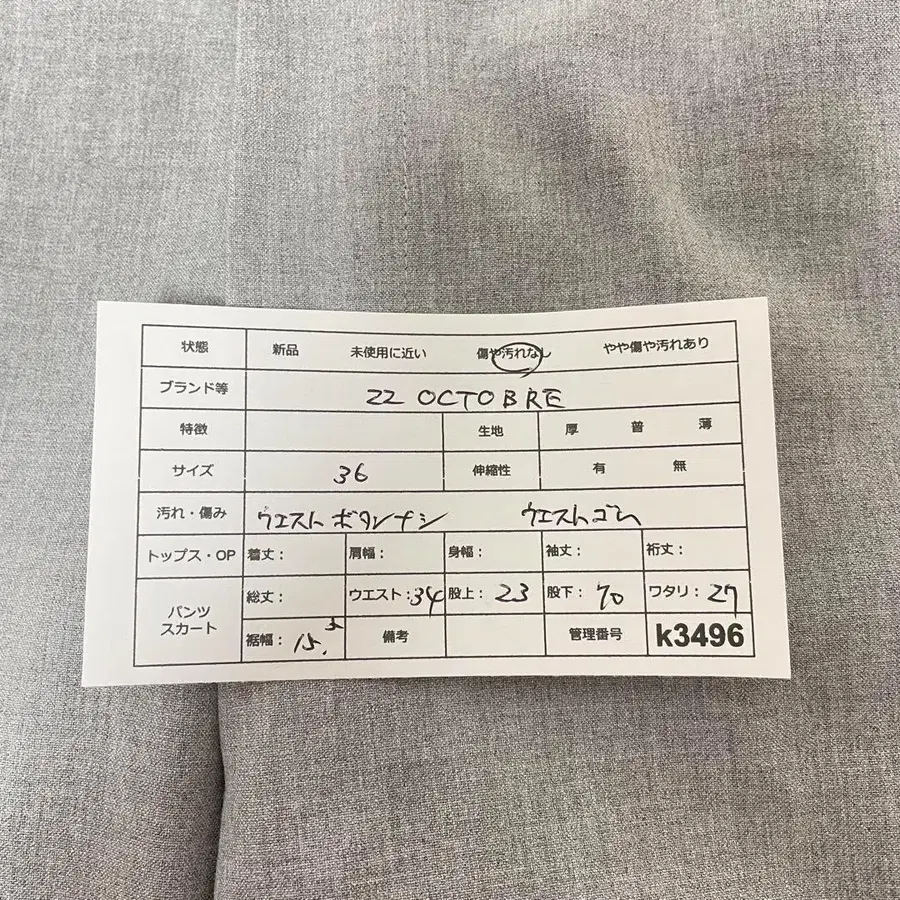 状態 新品 未使用に近い 傷や汚れなし やや傷や汚れあり
ブランド等 22 OCTOBRE
特徴 生地 厚 普 薄
サイズ 36 伸縮性 有 無
汚れ・傷み ウエストボタンナシ ウエストゴム
トップス・OP 着丈: 肩幅: 身幅: 袖丈: 裄丈:
パンツ スカート 総丈: ウエスト:34 股上:23 股下:70 ワタリ:27
裾幅:15.5 備考 管理番号 k3496